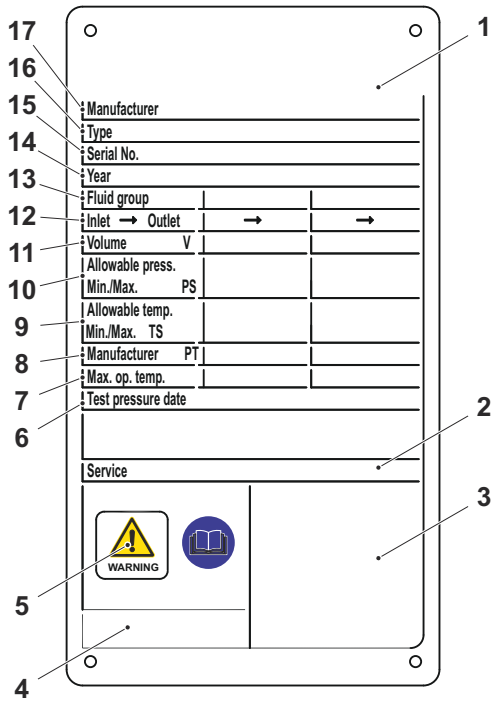 1
17
16
15
14
13
12
11
10
9
8
7
6
5
4
2
3
Manufacturer
Type
Serial No.
Year
Fluid group
Inlet → Outlet → →
Volume V
Allowable press.
Min./Max. PS
Allowable temp.
Min./Max. TS
Manufacturer PT
Max. op. temp.
Test pressure date
Service
WARNING